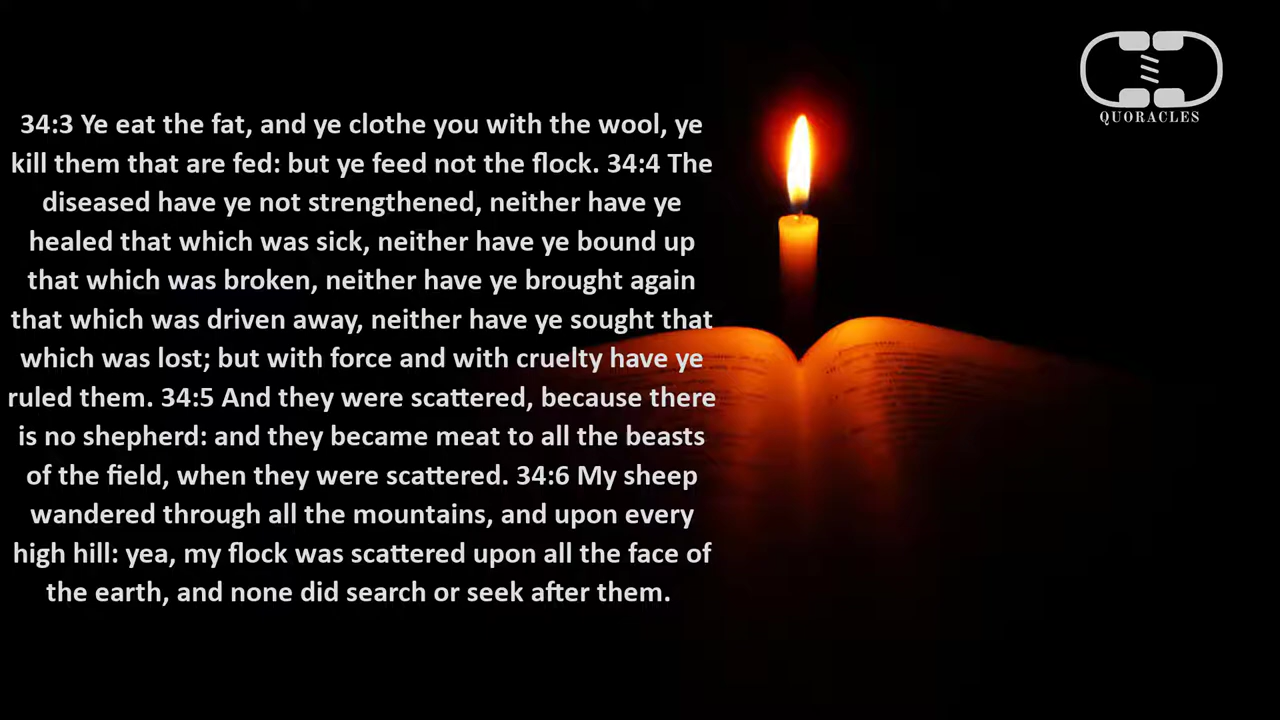 QUORACLES
34:3 Ye eat the fat, and ye clothe you with the wool, ye
kill them that are fed: but ye feed not the flock. 34:4 The
diseased have ye not strengthened, neither have ye
healed that which was sick, neither have ye bound up
that which was broken, neither have ye brought again
that which was driven away, neither have ye sought that
which was lost; but with force and with cruelty have ye
ruled them. 34:5 And they were scattered, because there
is no shepherd: and they became meat to all the beasts
of the field, when they were scattered. 34:6 My sheep
wandered through all the mountains, and upon every
high hill: yea, my flock was scattered upon all the face of
the earth, and none did search or seek after them.